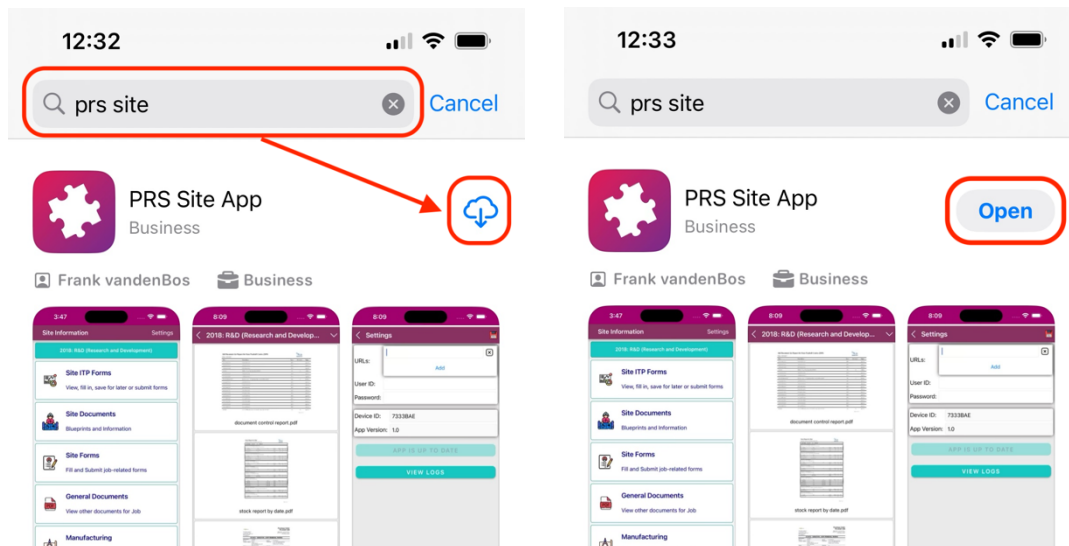 12:32
prs site
Cancel
PRS Site App
Business
Frank vandenBos
Business
3:47
Site Information
Settings
2018: R&D (Research and Development)
Site ITP Forms
View, fill in, save for later or submit forms
Site Documents
Blueprints and Information
Site Forms
Fill and Submit job-related forms
General Documents
View other documents for Job
Manufacturing
8:09
2018: R&D (Research and Develop...
document control report.pdf
stock report by date.pdf
8:09
Settings
URLs:
Add
User ID:
Password:
Device ID: 7333BAE
App Version: 1.0
APP IS UP TO DATE
VIEW LOGS
12:33
prs site
Cancel
PRS Site App
Business
Open
Frank vandenBos
Business
3:47
Site Information
Settings
2018: R&D (Research and Development)
Site ITP Forms
View, fill in, save for later or submit forms
Site Documents
Blueprints and Information
Site Forms
Fill and Submit job-related forms
General Documents
View other documents for Job
Manufacturing
8:09
2018: R&D (Research and Develop...
document control report.pdf
stock report by date.pdf
8:09
Settings
URLs:
Add
User ID:
Password:
Device ID: 7333BAE
App Version: 1.0
APP IS UP TO DATE
VIEW LOGS